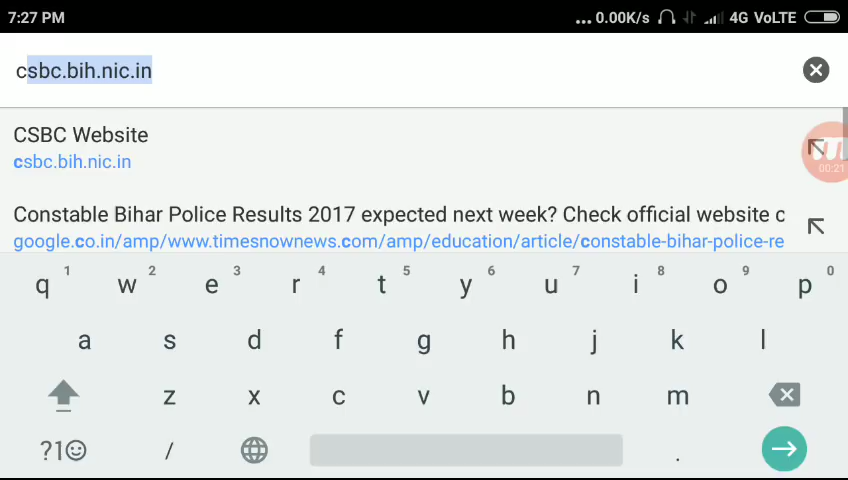 7:27 PM
... 0.00K/s 4G VoLTE
csbc.bih.nic.in
CSBC Website
csbc.bih.nic.in
00:21
Constable Bihar Police Results 2017 expected next week? Check official website c
google.co.in/amp/www.timesnownews.com/amp/education/article/constable-bihar-police-re
q 1 w 2 e 3 r 4 t 5 y 6 u 7 i 8 o 9 p 0
a s d f g h j k l
z x c v b n m
?1☺ / .